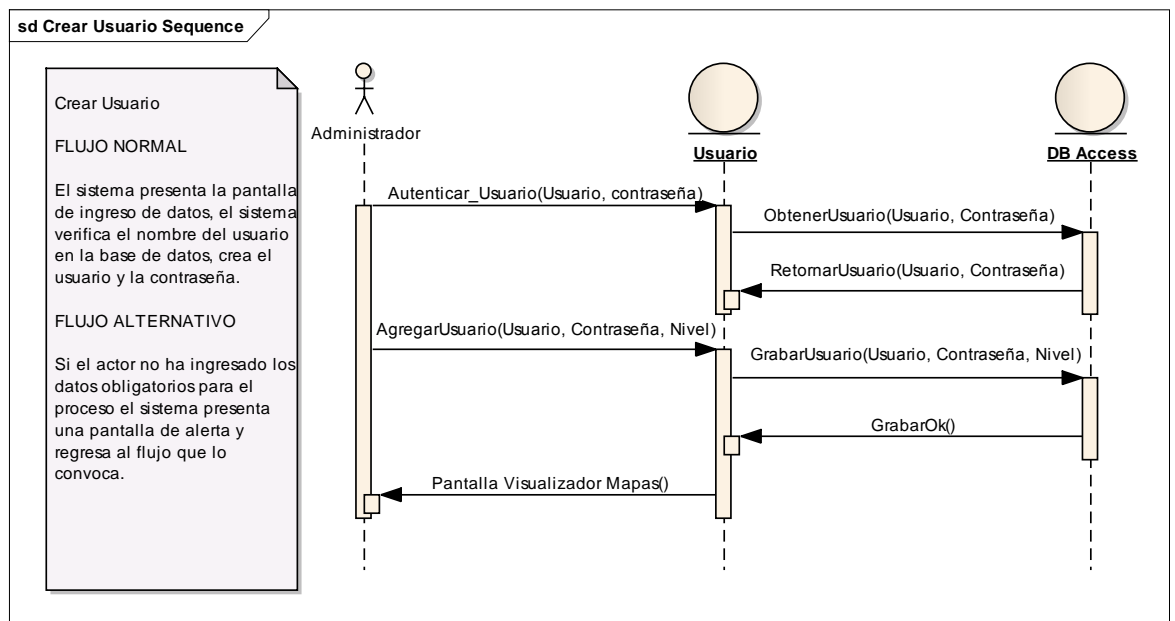 sd Crear Usuario Sequence
Crear Usuario
FLUJO NORMAL
El sistema presenta la pantalla
de ingreso de datos, el sistema
verifica el nombre del usuario
en la base de datos, crea el
usuario y la contraseña.
FLUJO ALTERNATIVO
Si el actor no ha ingresado los
datos obligatorios para el
proceso el sistema presenta
una pantalla de alerta y
regresa al flujo que lo
convoca.
Administrador
Usuario
DB Access
Autenticar_Usuario(Usuario, contraseña)
ObtenerUsuario(Usuario, Contraseña)
RetornarUsuario(Usuario, Contraseña)
AgregarUsuario(Usuario, Contraseña, Nivel)
GrabarUsuario(Usuario, Contraseña, Nivel)
GrabarOk()
Pantalla Visualizador Mapas()